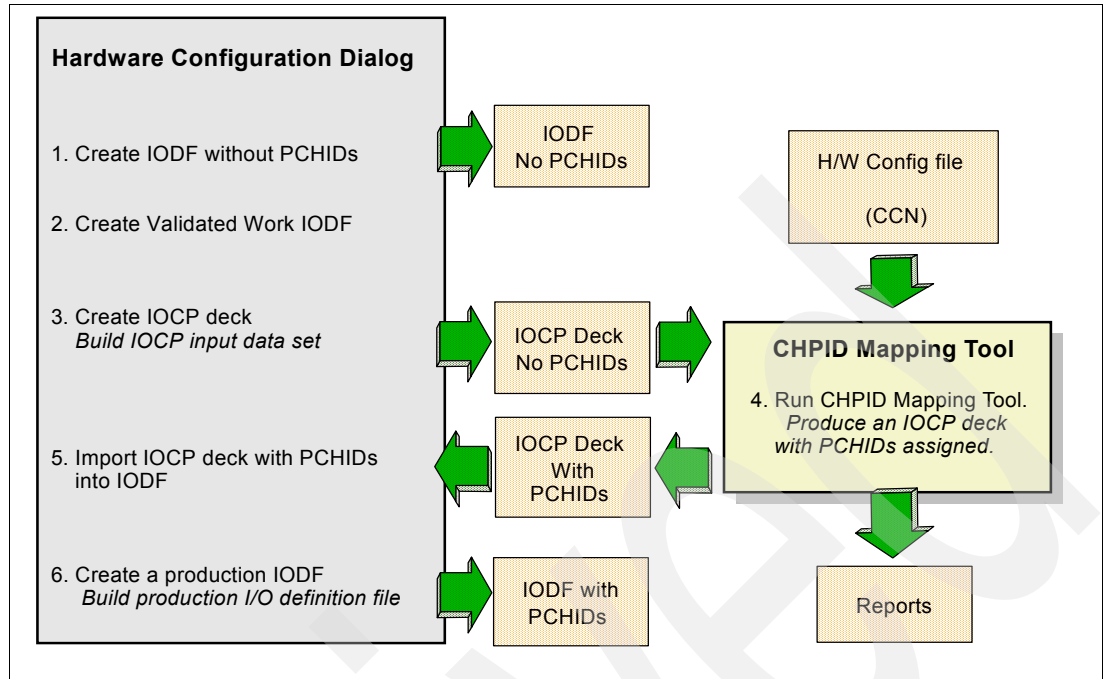 Hardware Configuration Dialog
1. Create IODF without PCHIDs
2. Create Validated Work IODF
3. Create IOCP deck
Build IOCP input data set
5. Import IOCP deck with PCHIDs
into IODF
6. Create a production IODF
Build production I/O definition file
IODF
No PCHIDs
IOCP Deck
No PCHIDs
IOCP Deck
With
PCHIDs
IODF with
PCHIDs
H/W Config file
(CCN)
CHPID Mapping Tool
4. Run CHPID Mapping Tool.
Produce an IOCP deck
with PCHIDs assigned.
Reports